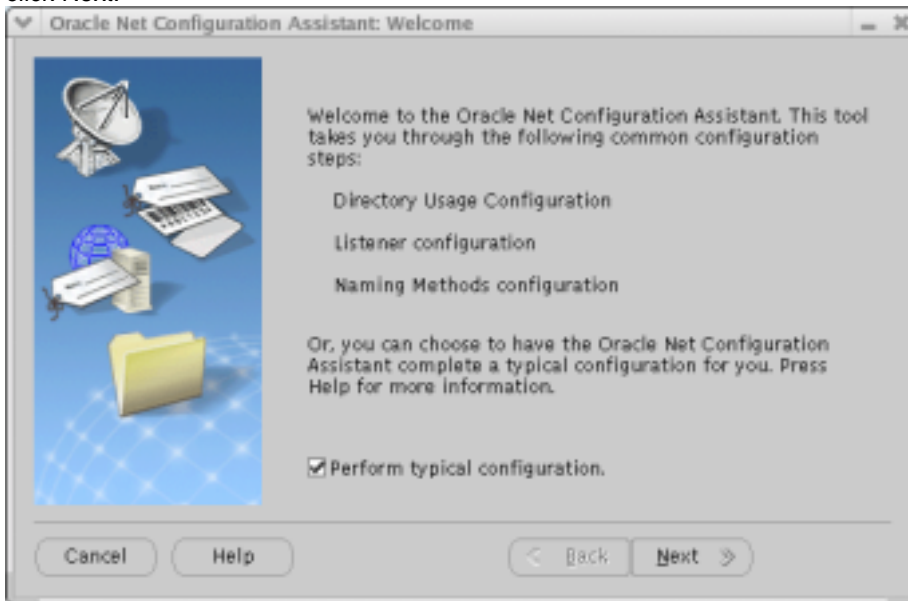 click Next.
Oracle Net Configuration Assistant: Welcome
Welcome to the Oracle Net Configuration Assistant. This tool
takes you through the following common configuration
steps:
Directory Usage Configuration
Listener configuration
Naming Methods configuration
Or, you can choose to have the Oracle Net Configuration
Assistant complete a typical configuration for you. Press
Help for more information.
Perform typical configuration.
Cancel Help Back Next